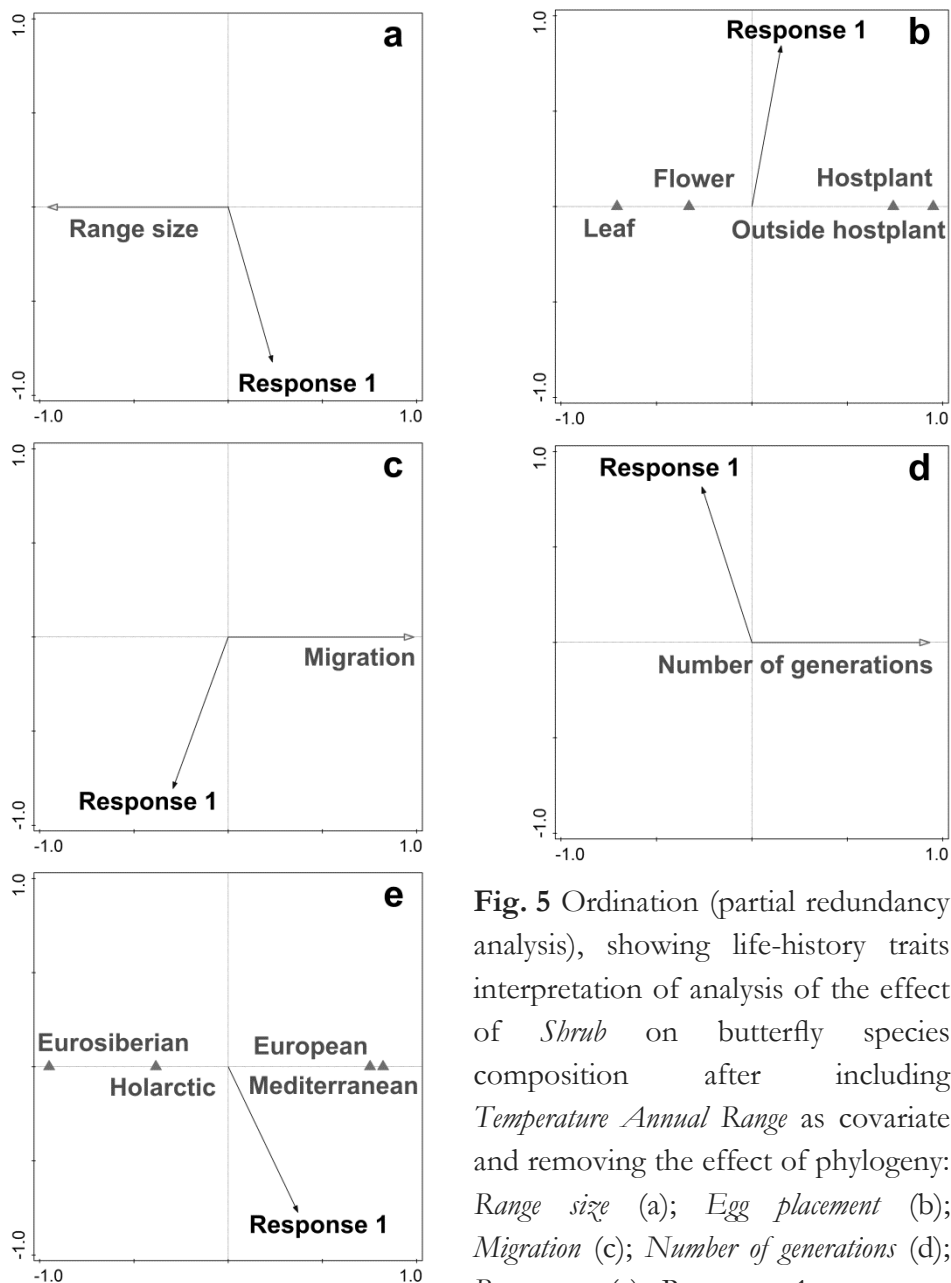 a
1.0
Range size
Response 1
-1.0
-1.0 1.0
b
1.0
Response 1
Flower Hostplant
Leaf Outside hostplant
-1.0
-1.0 1.0
c
1.0
Migration
Response 1
-1.0
-1.0 1.0
d
1.0
Response 1
Number of generations
-1.0
-1.0 1.0
e
1.0
Eurosiberian European
Holarctic Mediterranean
Response 1
-1.0
Fig. 5 Ordination (partial redundancy
analysis), showing life-history traits
interpretation of analysis of the effect
of Shrub on butterfly species
composition after including
Temperature Annual Range as covariate
and removing the effect of phylogeny:
Range size (a); Egg placement (b);
Migration (c); Number of generations (d);